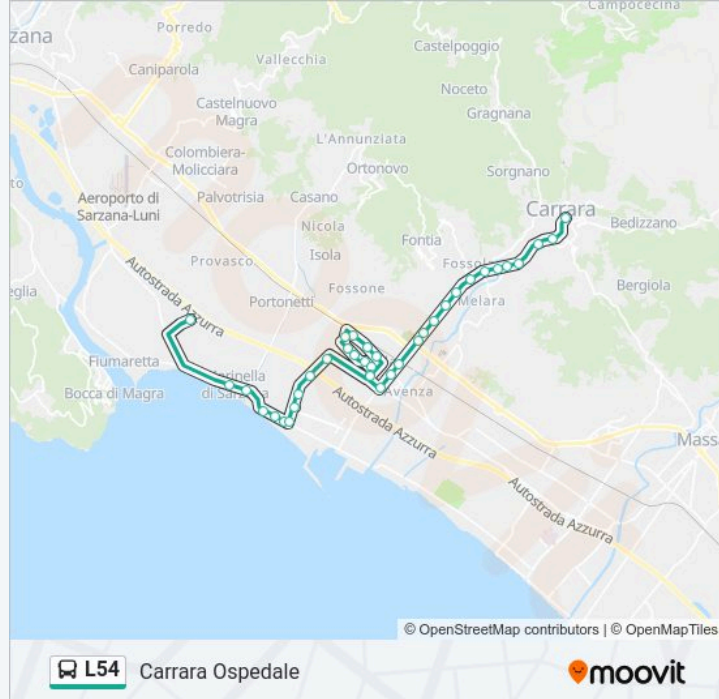 Campocecina
zana
Porredo
Castelpoggio
Vallecchia
Caniparola
Noceto
Castelnuovo
Magra
Gragnana
L'Annunziata
Colombiera-
Molicciara
Ortonovo
Sorgnano
Aeroporto di
Sarzana-Luni
Palvotrisia
Casano
Carrara
Bedizzano
Nicola
Fontia
Isola
Provasco
Fossola
eglia
Autostrada Azzurra
Fossone
Bergiola
Portonetti
Melara
Fiumaretta
Marinella
di Sarzana
Bocca di Magra
Avenza
Autostrada Azzurra
Massa
Autostrada Azzurra
© OpenStreetMap contributors | © OpenMapTiles
L54 Carrara Ospedale
moovit